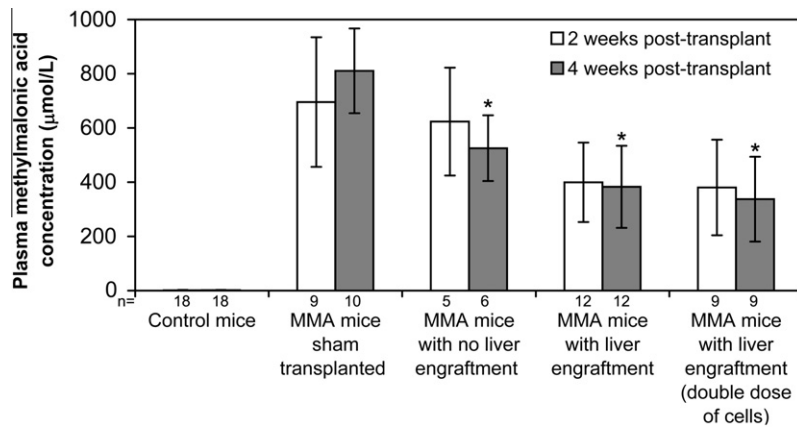 Plasma methylmalonic acid
concentration (μmol/L)
1000
800
600
400
200
0
2 weeks post-transplant
4 weeks post-transplant
*
*
*
n=
18 18
9 10
5 6
12 12
9 9
Control mice
MMA mice
sham
transplanted
MMA mice
with no liver
engraftment
MMA mice
with liver
engraftment
MMA mice
with liver
engraftment
(double dose
of cells)